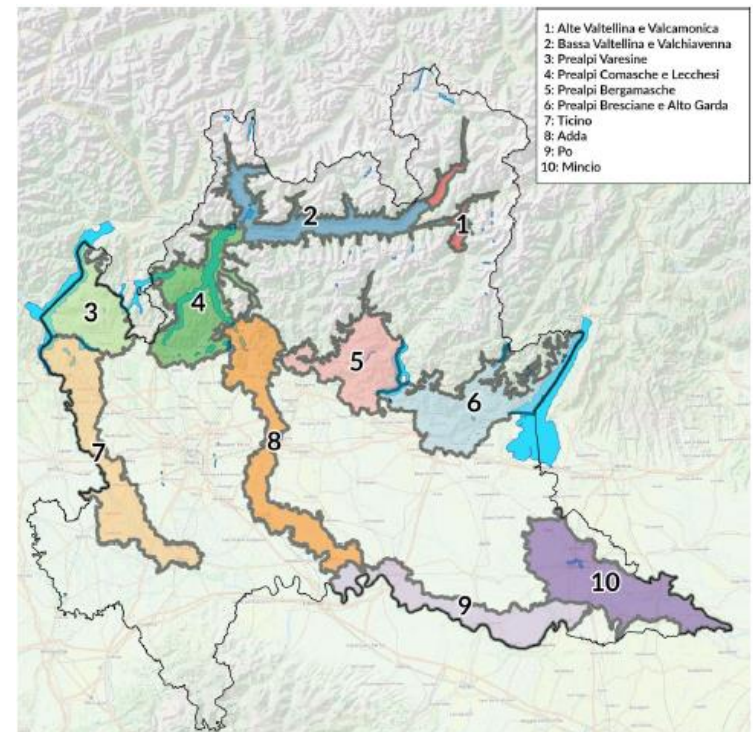 1: Alte Valtellina e Valcamonica
2: Bassa Valtellina e Valchiavenna
3: Prealpi Varesine
4: Prealpi Comasche e Lecchesi
5: Prealpi Bergamasche
6: Prealpi Bresciane e Alto Garda
7: Ticino
8: Adda
9: Po
10: Mincio
2
1
3
4
5
6
7
8
10
9